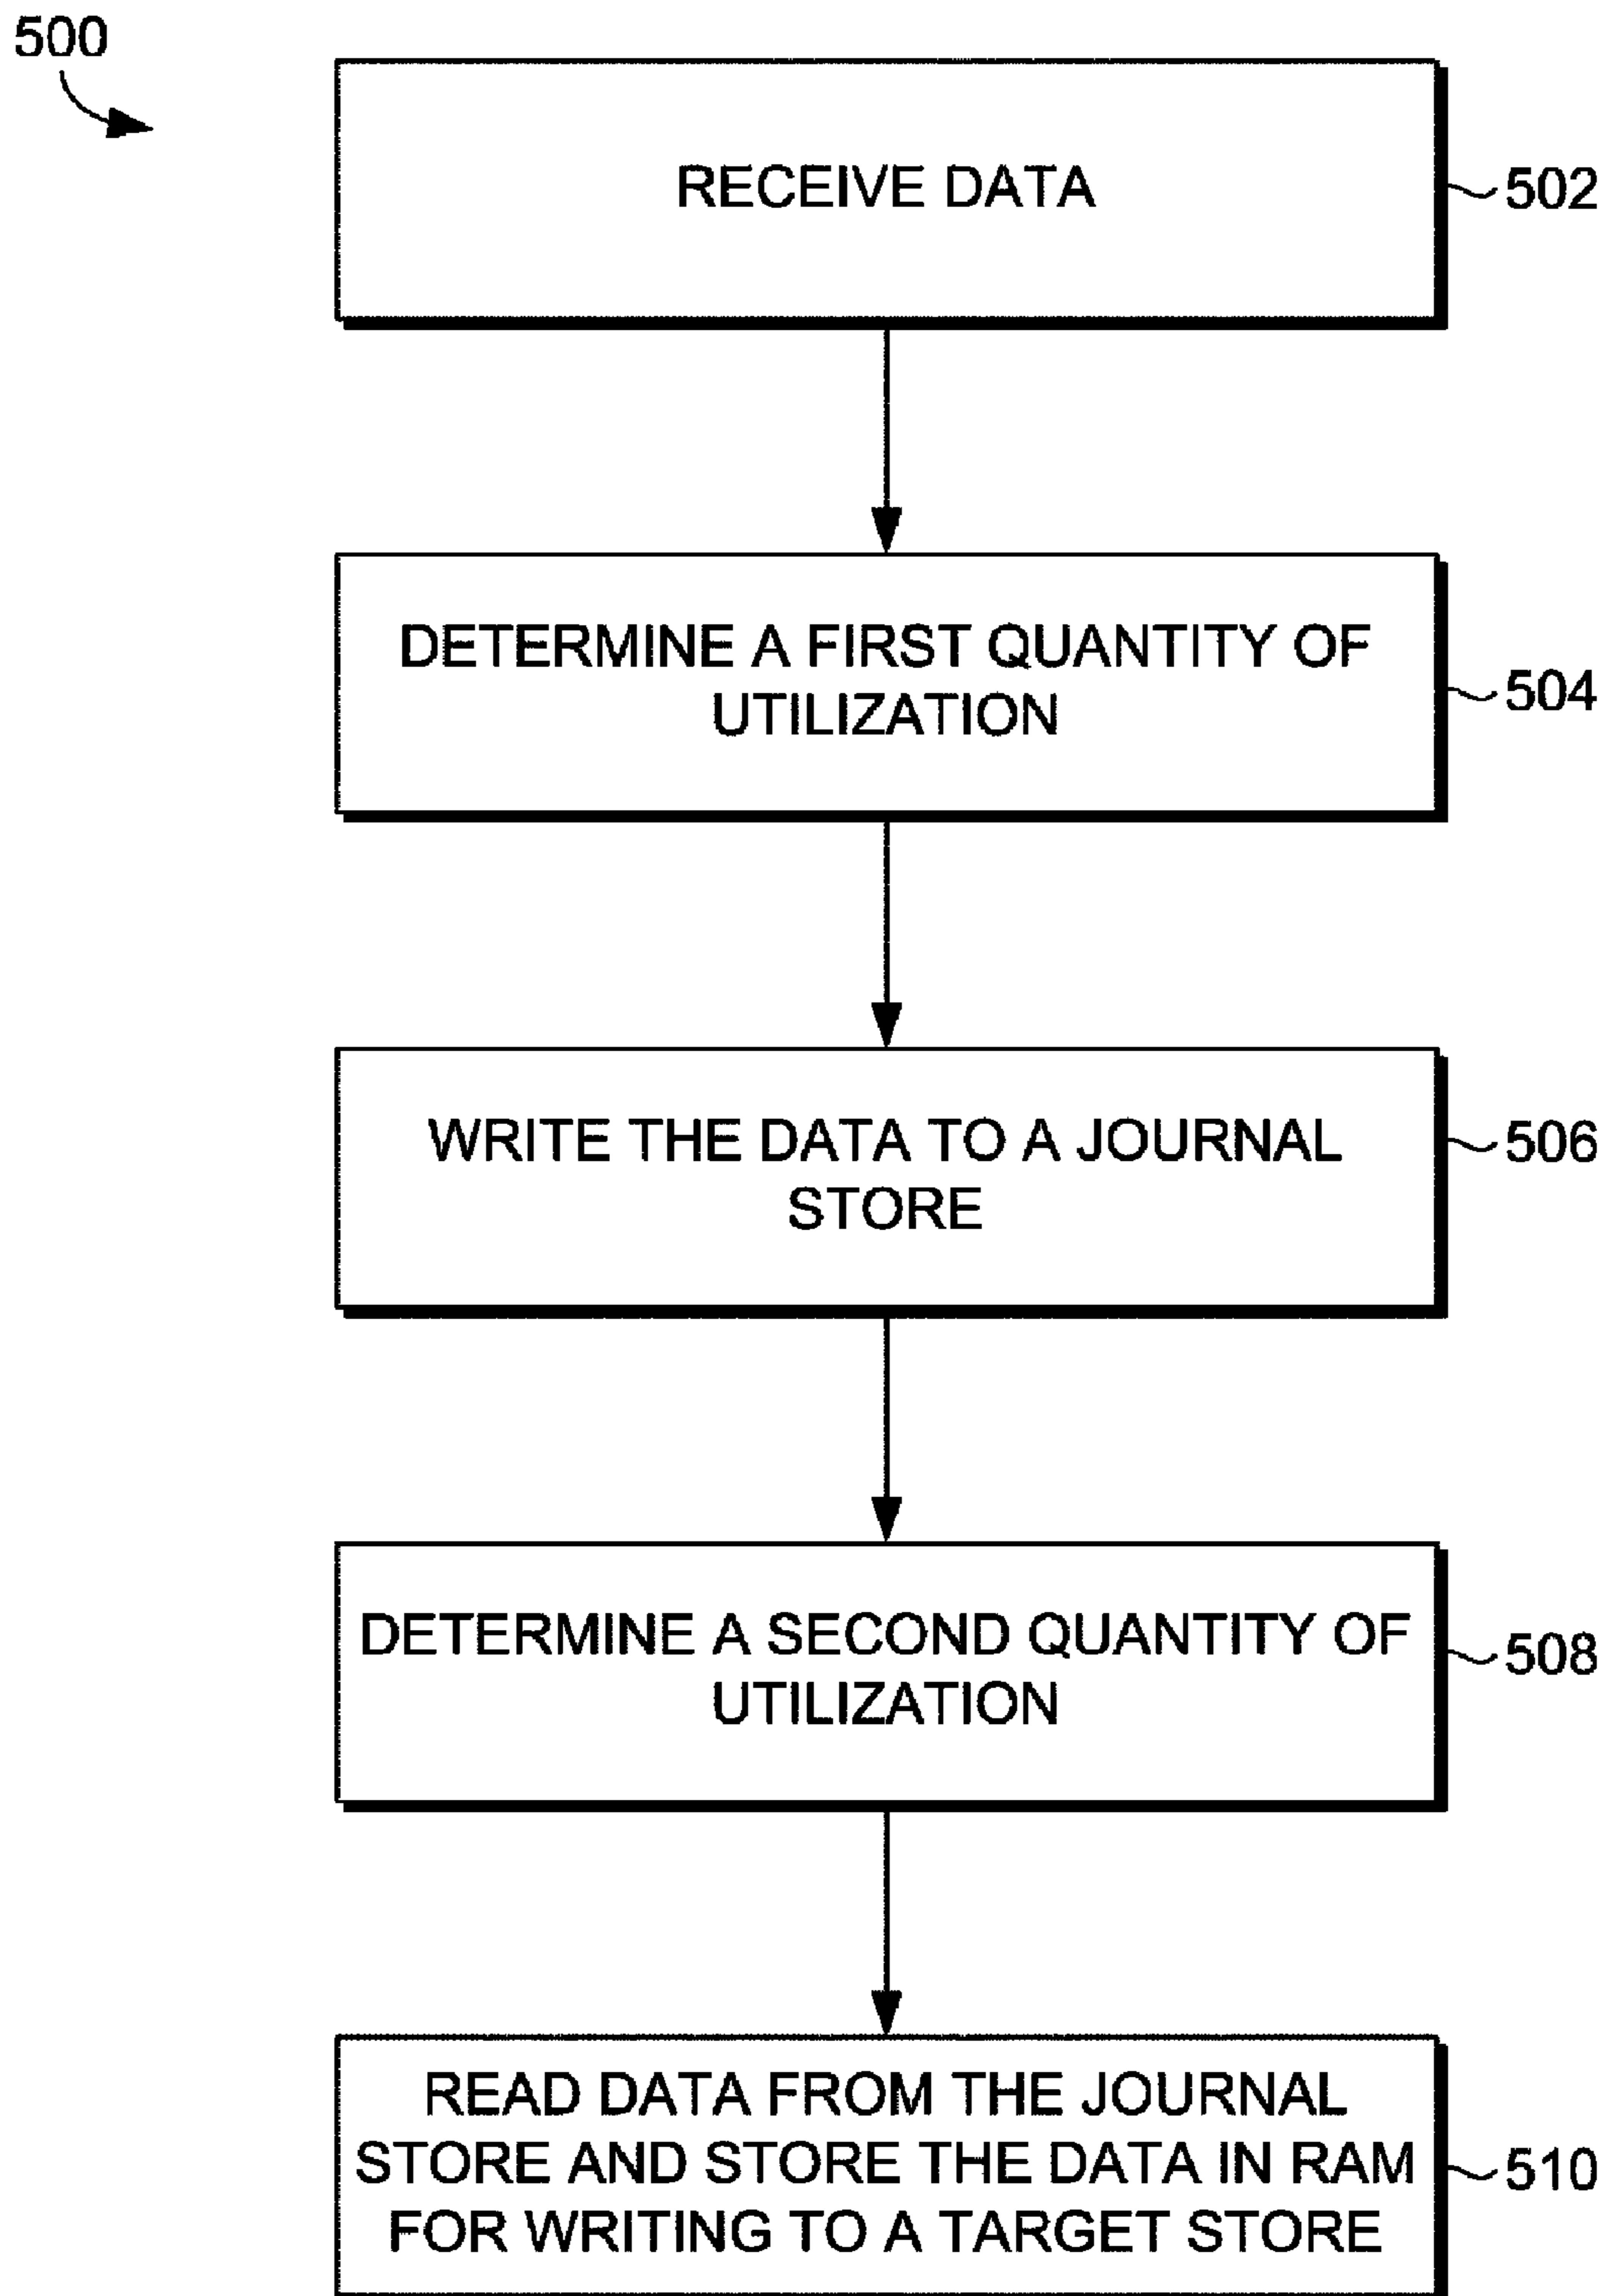 500
RECEIVE DATA
502
DETERMINE A FIRST QUANTITY OF
UTILIZATION
504
WRITE THE DATA TO A JOURNAL
STORE
506
DETERMINE A SECOND QUANTITY OF
UTILIZATION
508
READ DATA FROM THE JOURNAL
STORE AND STORE THE DATA IN RAM
FOR WRITING TO A TARGET STORE
510